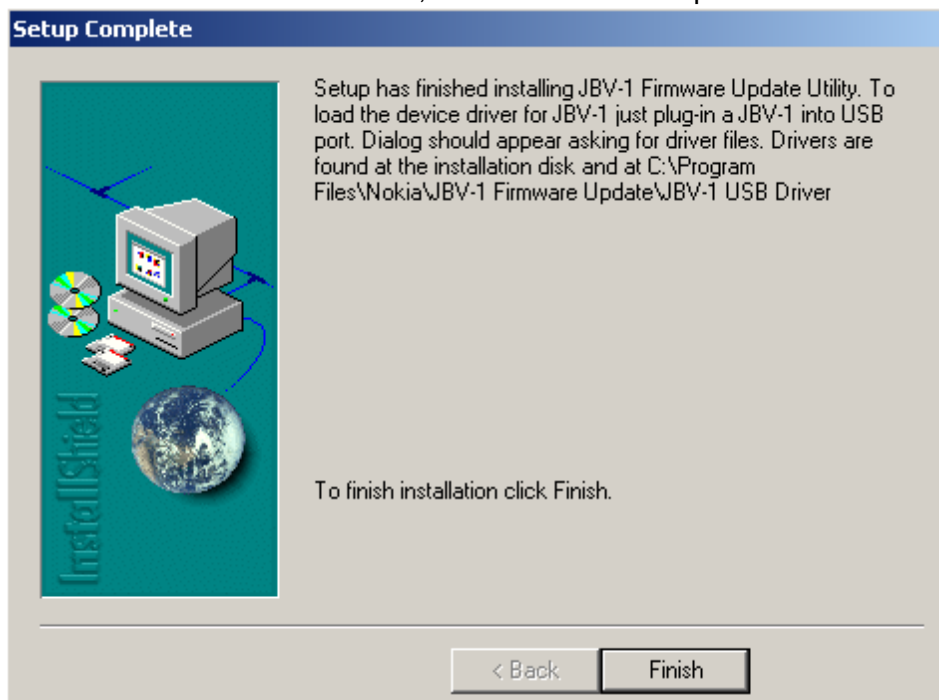 Setup Complete
Setup has finished installing JBV-1 Firmware Update Utility. To
load the device driver for JBV-1 just plug-in a JBV-1 into USB
port. Dialog should appear asking for driver files. Drivers are
found at the installation disk and at C:\Program
Files\Nokia\JBV-1 Firmware Update\JBV-1 USB Driver
InstallShield
To finish installation click Finish.
< Back
Finish